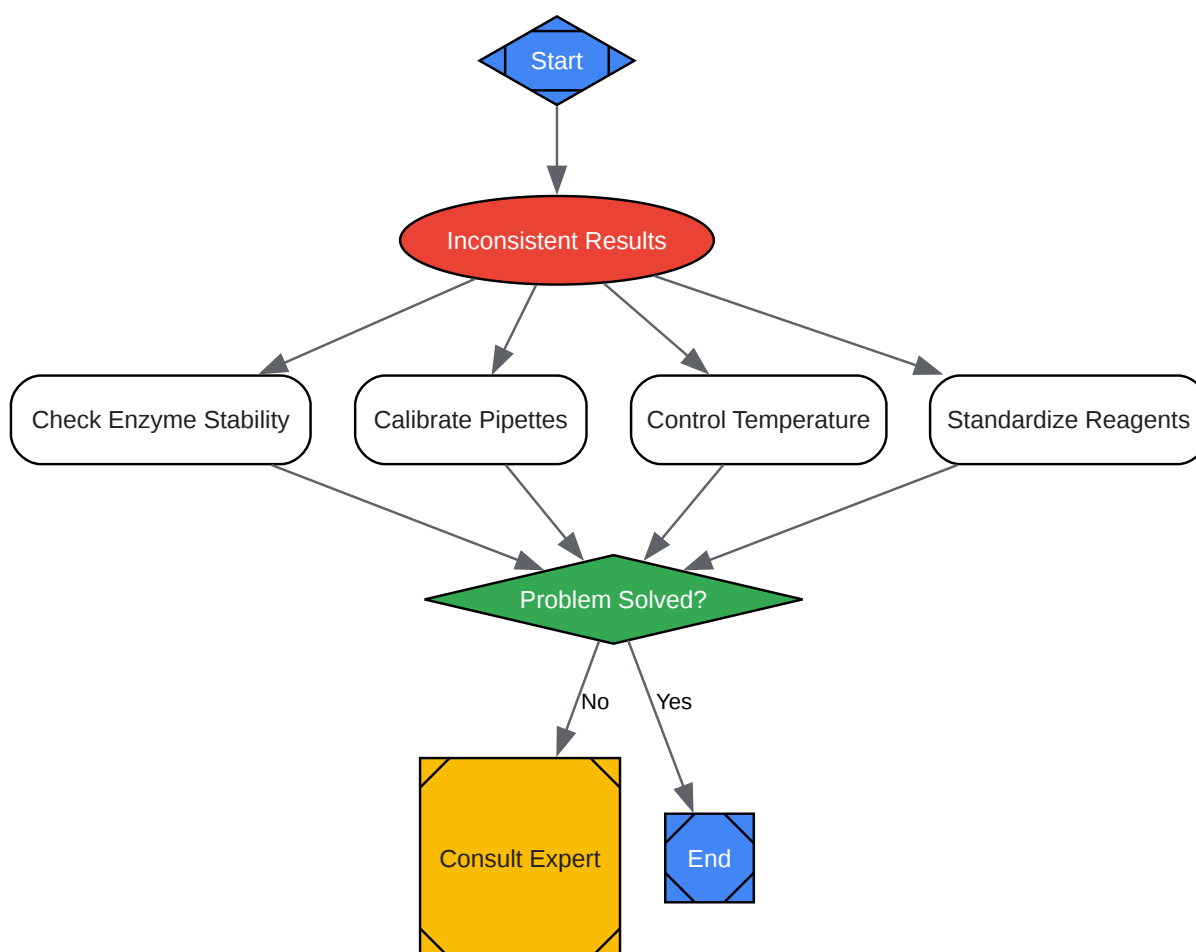 Start
Inconsistent Results
Check Enzyme Stability
Calibrate Pipettes
Control Temperature
Standardize Reagents
Problem Solved?
No
Yes
Consult Expert
End